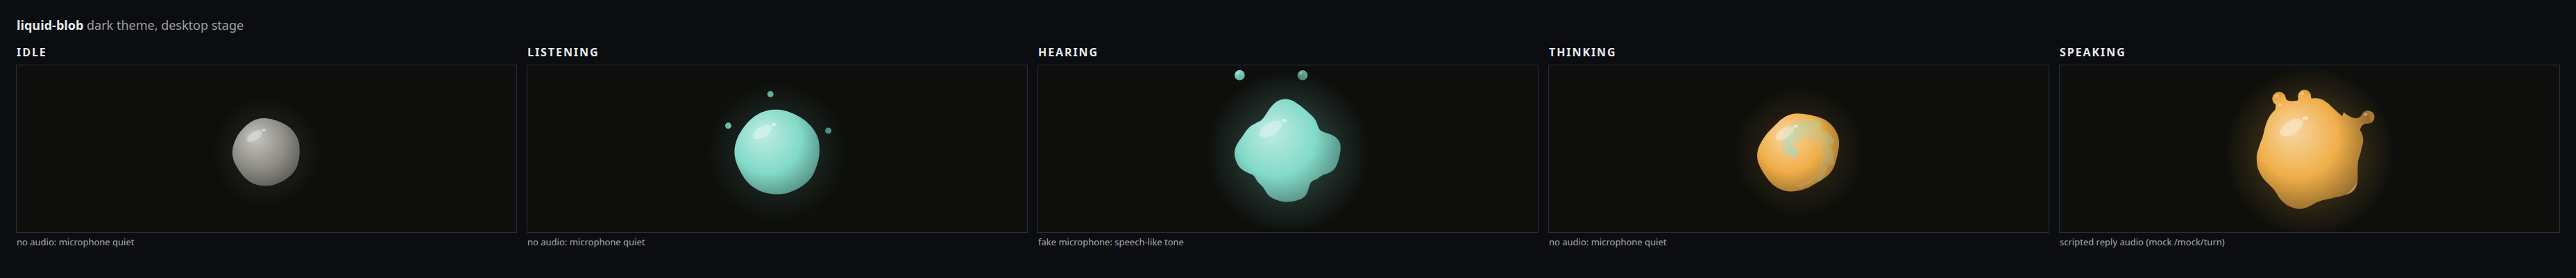 liquid-blob dark theme, desktop stage
IDLE
LISTENING
HEARING
THINKING
SPEAKING
no audio: microphone quiet
no audio: microphone quiet
fake microphone: speech-like tone
no audio: microphone quiet
scripted reply audio (mock /mock/turn)